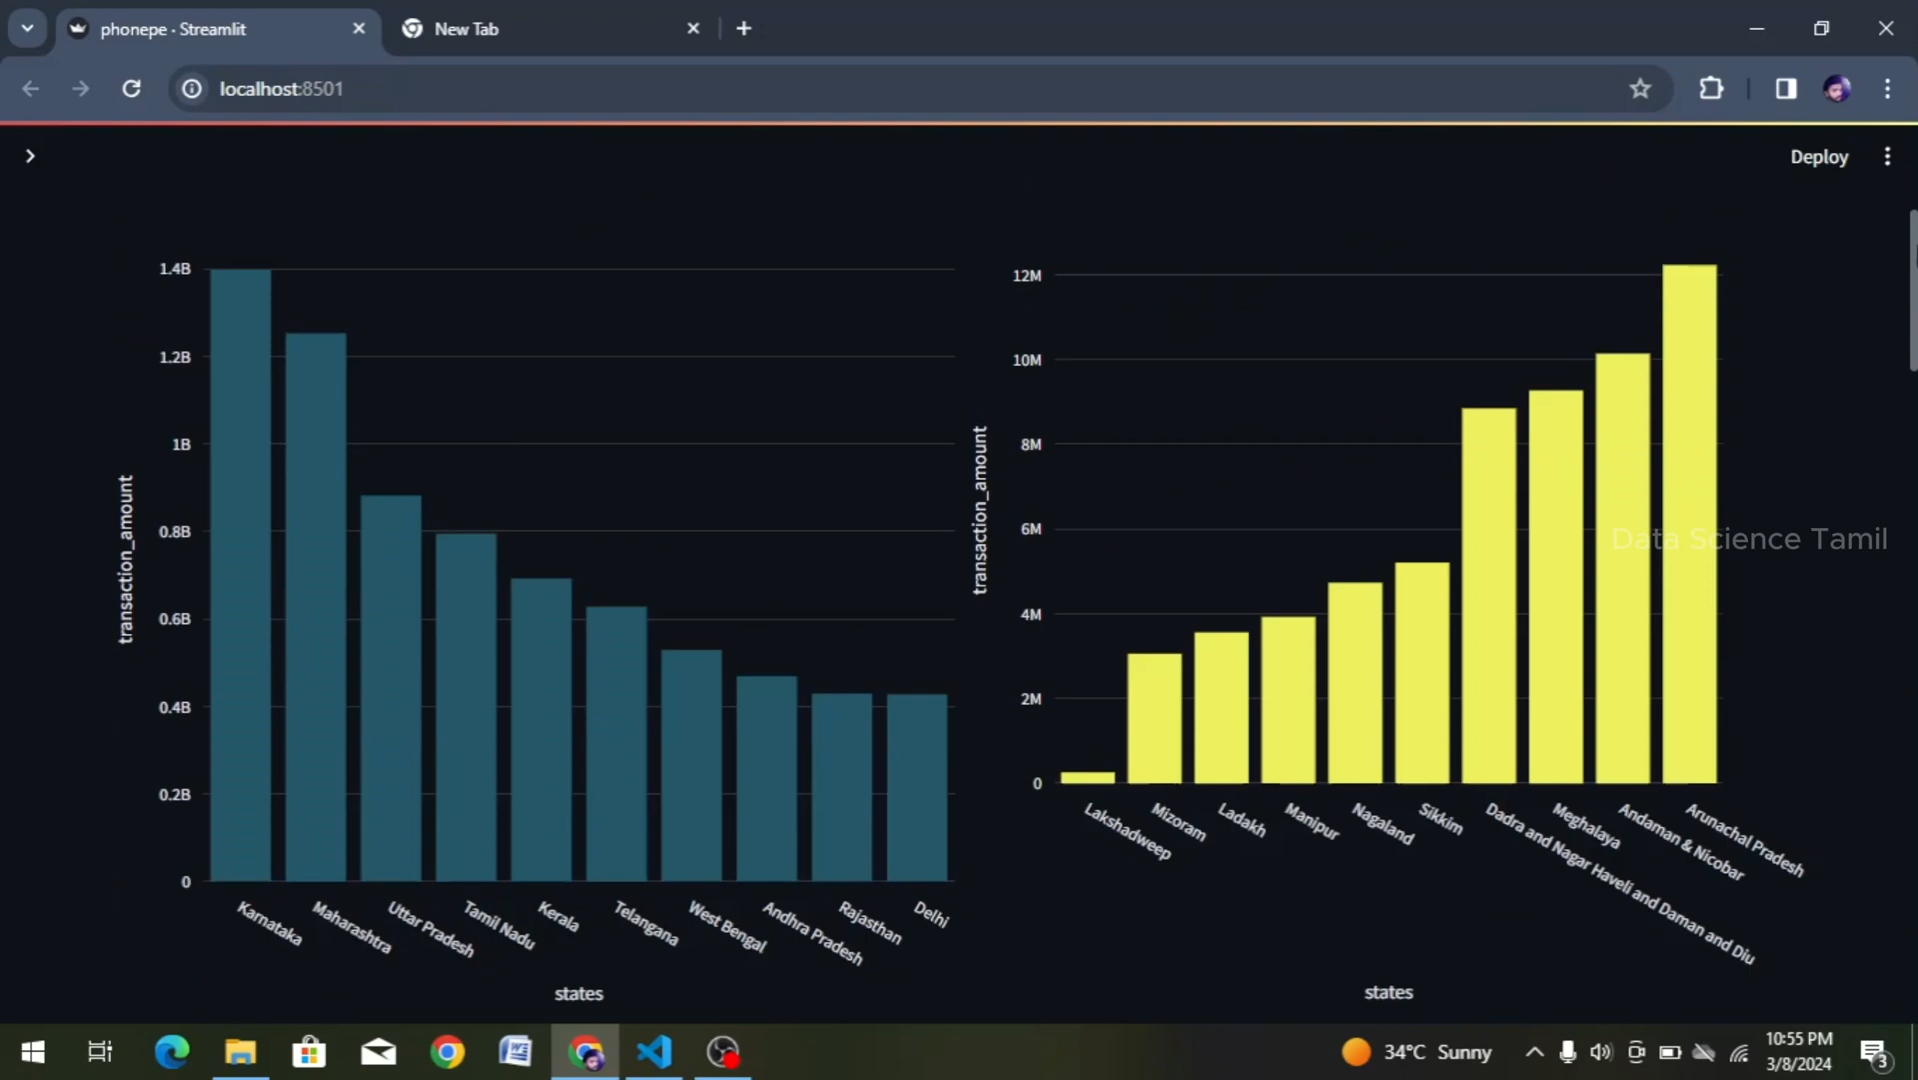 phonepe · Streamlit
New Tab
localhost:8501
Deploy
1.4B
1.2B
1B
0.8B
0.6B
0.4B
0.2B
0
transaction_amount
Karnataka
Maharashtra
Uttar Pradesh
Tamil Nadu
Kerala
Telangana
West Bengal
Andhra Pradesh
Rajasthan
Delhi
states
12M
10M
8M
6M
4M
2M
0
transaction_amount
Lakshadweep
Mizoram
Ladakh
Manipur
Nagaland
Sikkim
Dadra and Nagar Haveli and Daman and Diu
Meghalaya
Andaman & Nicobar
Arunachal Pradesh
states
Data Science Tamil
34°C Sunny
10:55 PM
3/8/2024
3